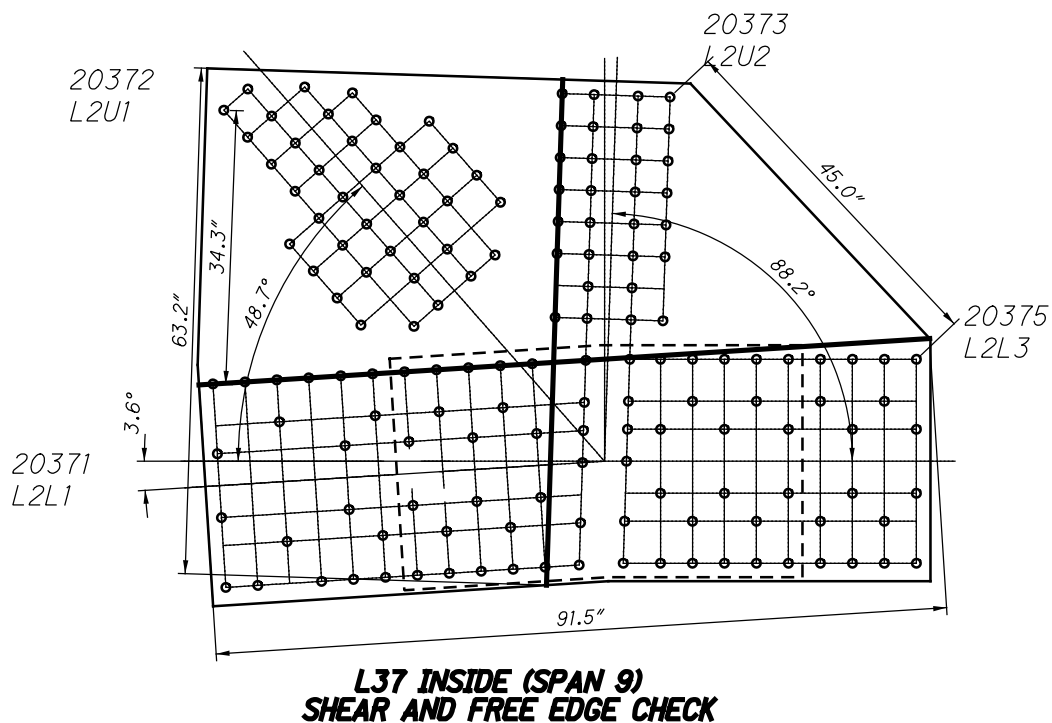 20373
L2U2
20372
L2U1
45.0"
34.3"
48.7°
88.2°
63.2"
20375
L2L3
3.6°
20371
L2L1
91.5"
L37 INSIDE (SPAN 9)
SHEAR AND FREE EDGE CHECK